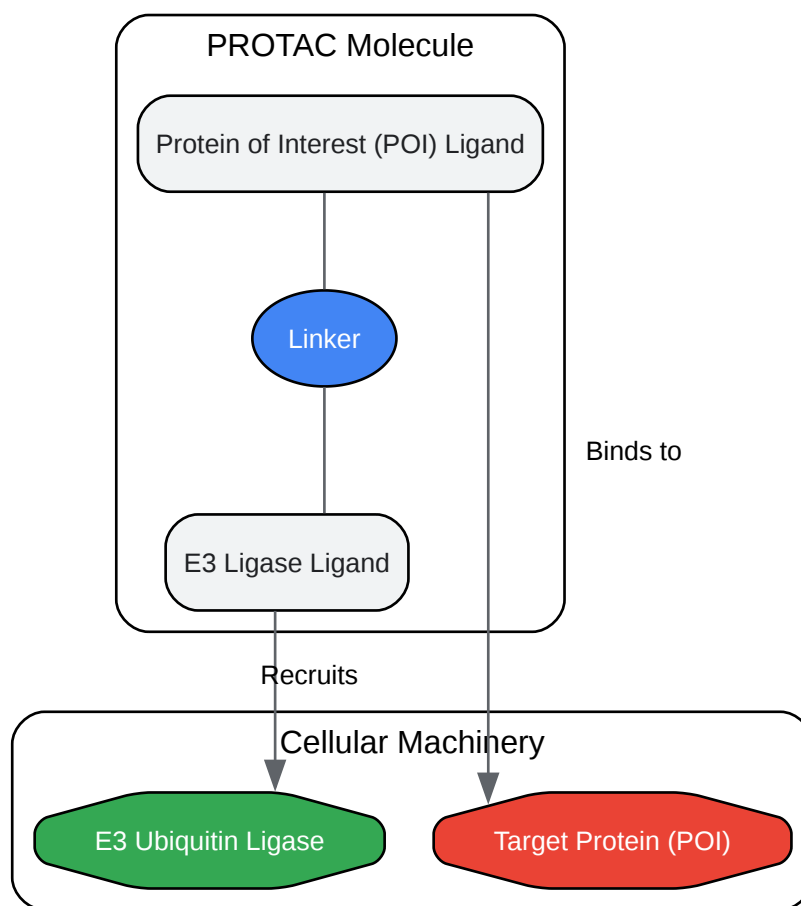 PROTAC Molecule
Protein of Interest (POI) Ligand
Linker
Binds to
E3 Ligase Ligand
Recruits
Cellular Machinery
E3 Ubiquitin Ligase
Target Protein (POI)